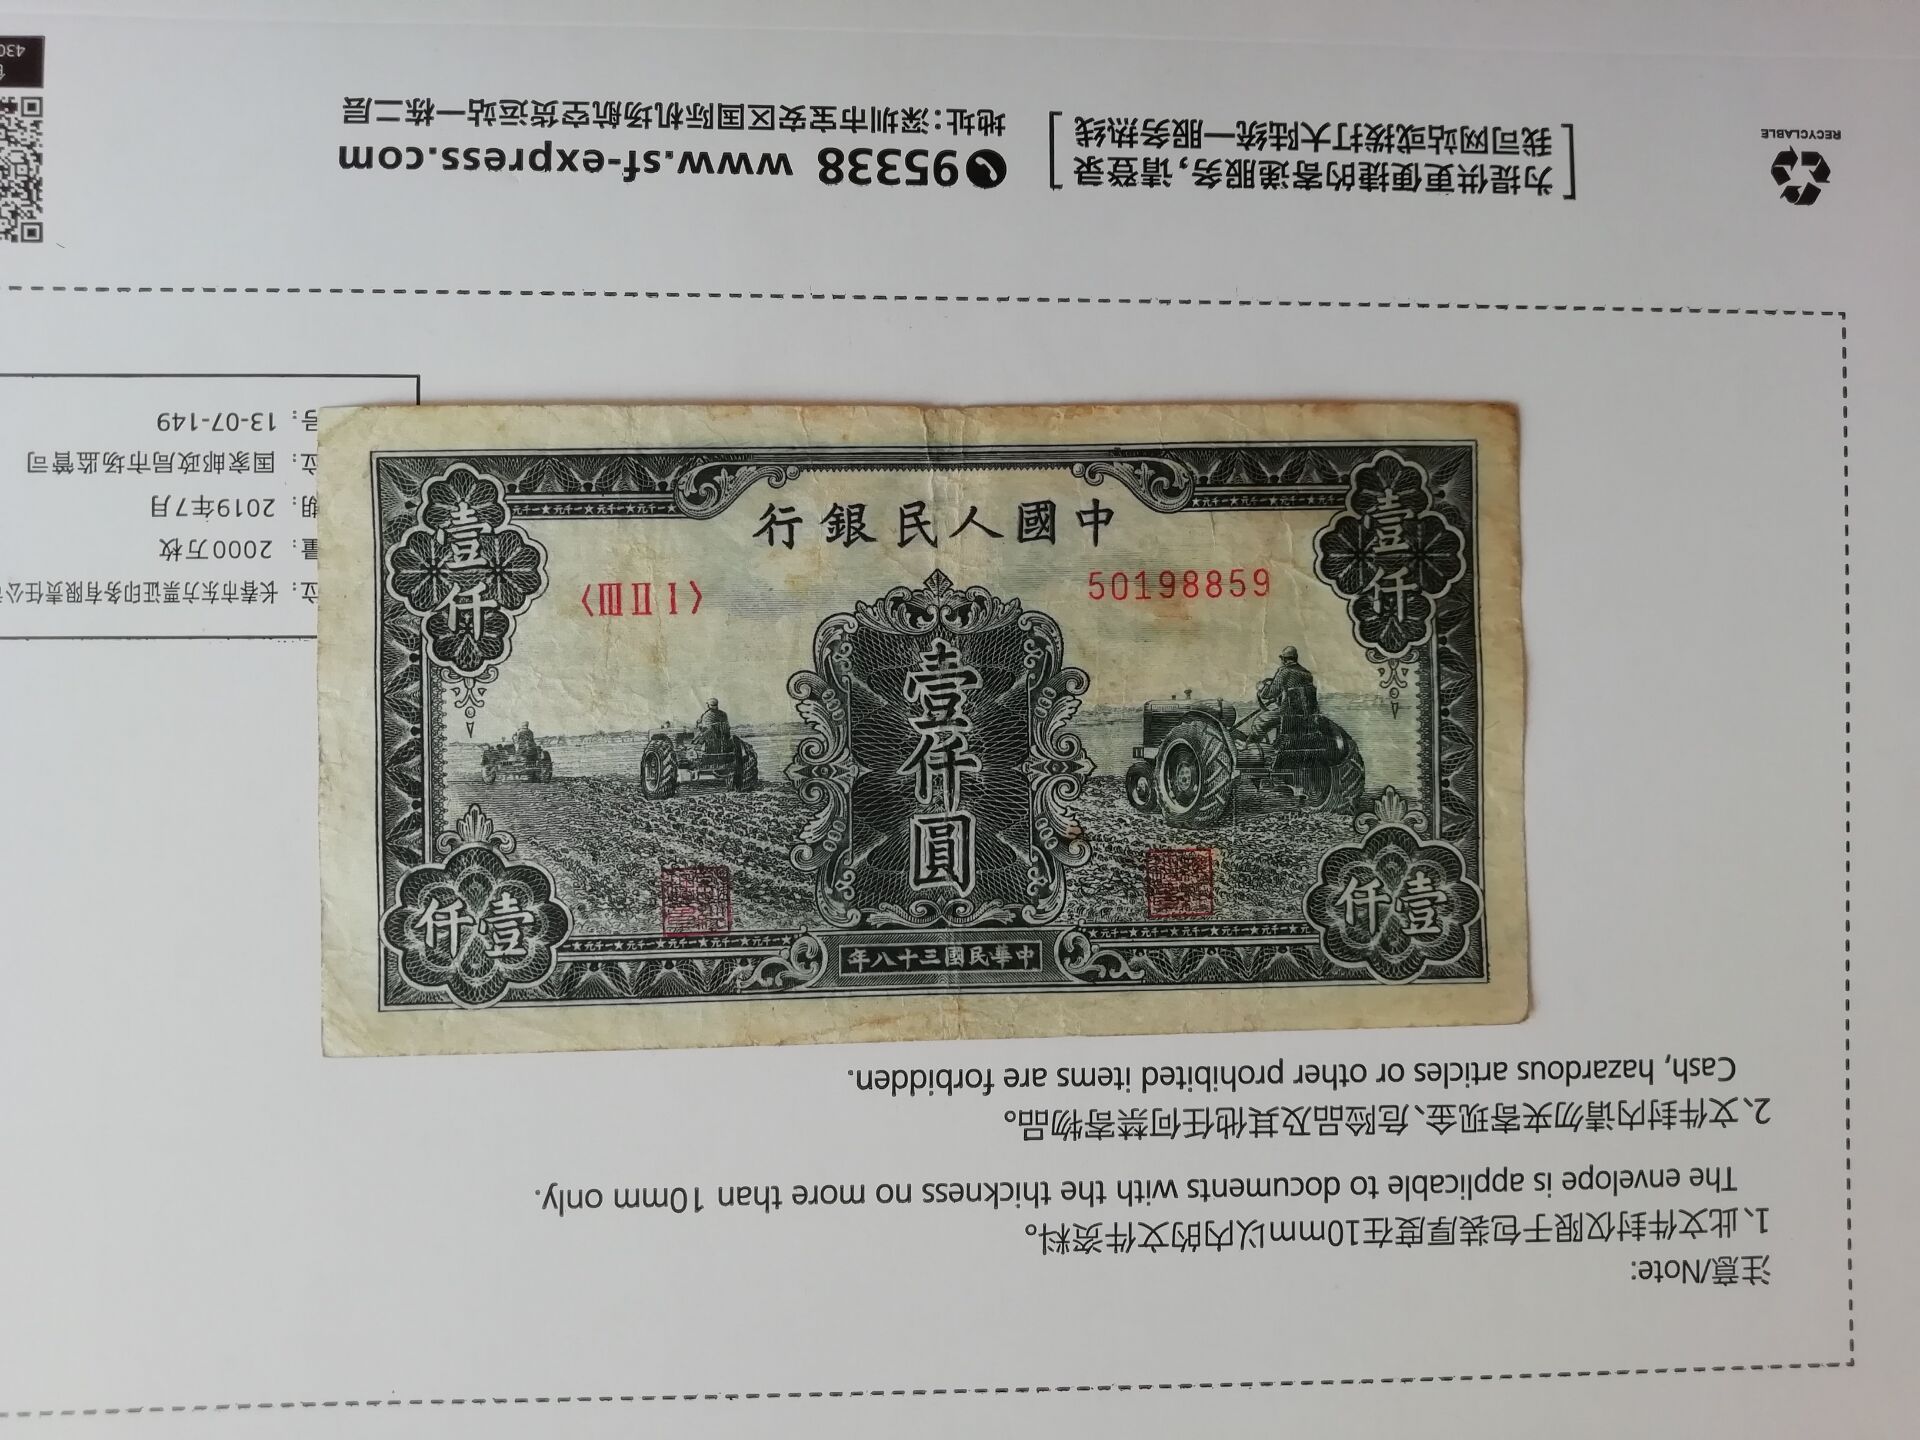 中國人民銀行
〈ⅠⅡⅢ〉
50198859
壹仟
壹仟
壹仟圓
壹仟
壹仟
中華民國三十八年
注意/Note:
1、此文件封仅限于包装厚度在10mm以内的文件资料。
The envelope is applicable to documents with the thickness no more than 10mm only.
2、文件封内请勿夹寄现金、危险品及其他任何禁寄物品。
Cash, hazardous articles or other prohibited items are forbidden.
位：长春市东方票证印务有限责任公
量：2000万枚
期：2019年7月
位：国家邮政局市场监管司
号：13-07-149
RECYCLABLE
为提供更便捷的寄递服务，请登录
我司网站或拨打大陆统一服务热线
95338 www.sf-express.com
地址：深圳市宝安区国际机场航空货运站一栋二层
430